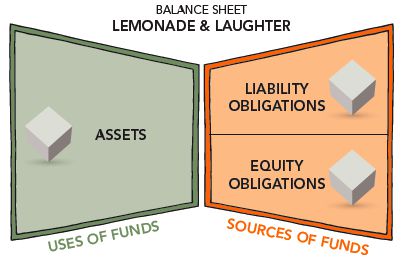 BALANCE SHEET
LEMONADE & LAUGHTER
ASSETS
USES OF FUNDS
LIABILITY
OBLIGATIONS
EQUITY
OBLIGATIONS
SOURCES OF FUNDS